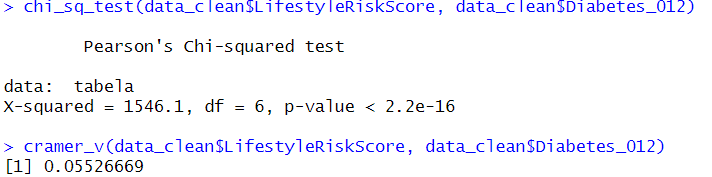 > chi_sq_test(data_clean$LifestyleRiskScore, data_clean$Diabetes_012)
Pearson's Chi-squared test
data:  tabela
X-squared = 1546.1, df = 6, p-value < 2.2e-16
> cramer_v(data_clean$LifestyleRiskScore, data_clean$Diabetes_012)
[1] 0.05526669